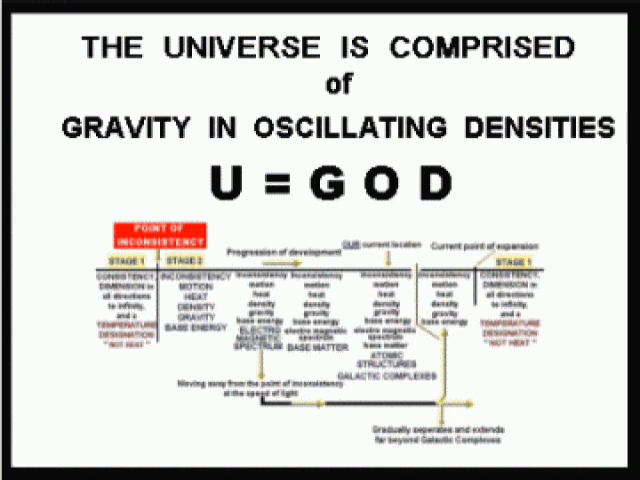 THE UNIVERSE IS COMPRISED
of
GRAVITY IN OSCILLATING DENSITIES
U = G O D
POINT OF
INCONSISTENCY
STAGE 1
STAGE 2
Progression of development
OUR current location
Current point of expansion
STAGE 1
CONSISTENCY,
DIMENSION in
all directions
to infinity,
and a
TEMPERATURE
DESIGNATION
"NOT HEAT"
INCONSISTENCY
MOTION
HEAT
DENSITY
GRAVITY
BASE ENERGY
Inconsistency
motion
heat
density
gravity
base energy
ELECTRO
MAGNETIC
SPECTRUM
Inconsistency
motion
heat
density
gravity
base energy
electro magnetic
spectrum
BASE MATTER
Inconsistency
motion
heat
density
gravity
base energy
electro magnetic
spectrum
base matter
ATOMIC
STRUCTURES
GALACTIC COMPLEXES
Inconsistency
motion
heat
density
gravity
base energy
CONSISTENCY,
DIMENSION in
all directions
to infinity,
and a
TEMPERATURE
DESIGNATION
"NOT HEAT"
Moving away from the point of inconsistency
at the speed of light
Gradually seperates and extends
far beyond Galactic Complexes